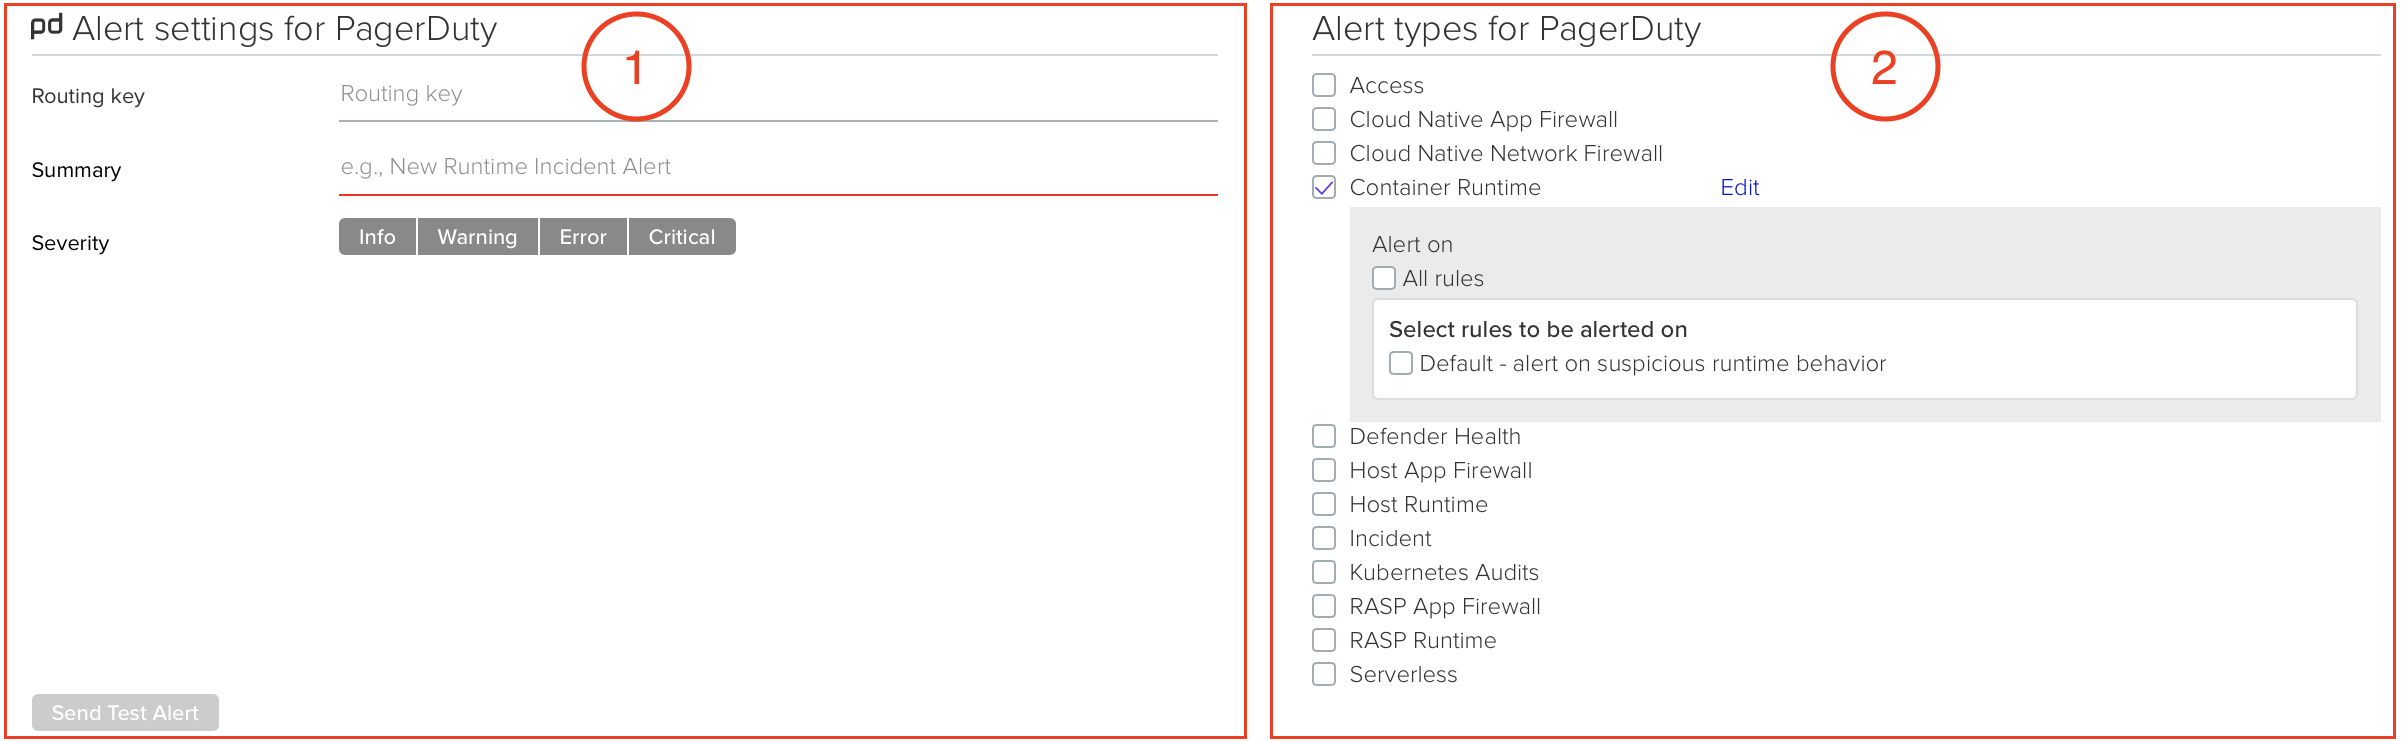 pd Alert settings for PagerDuty
1
Routing key
Routing key
Summary
e.g., New Runtime Incident Alert
Severity
Info Warning Error Critical
Send Test Alert
Alert types for PagerDuty
2
Access
Cloud Native App Firewall
Cloud Native Network Firewall
Container Runtime Edit
Alert on
All rules
Select rules to be alerted on
Default - alert on suspicious runtime behavior
Defender Health
Host App Firewall
Host Runtime
Incident
Kubernetes Audits
RASP App Firewall
RASP Runtime
Serverless